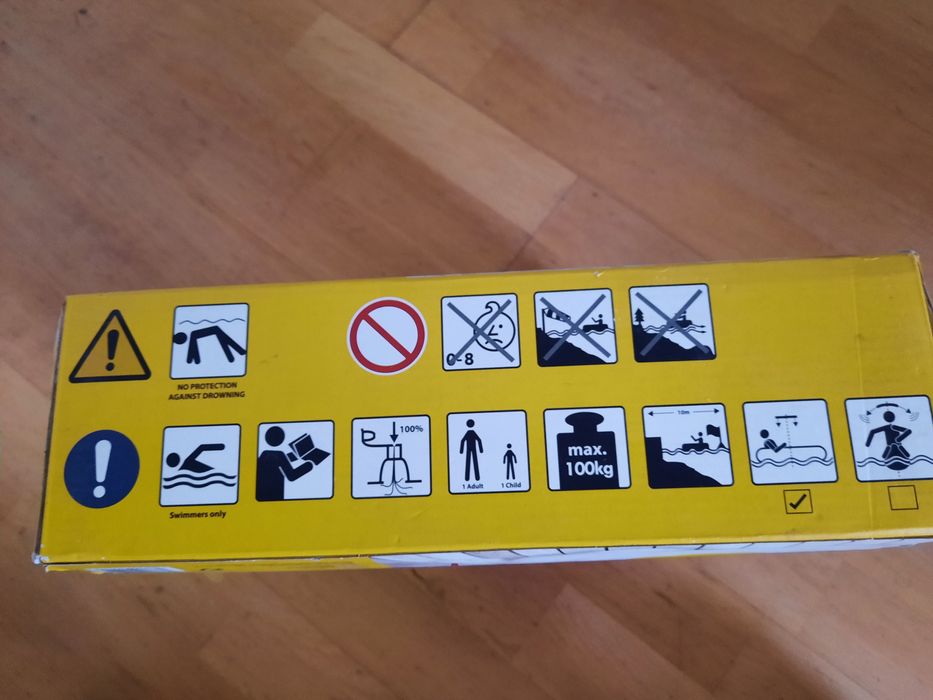 NO PROTECTION
AGAINST DROWNING
0-8
100%
1 Adult
1 Child
max.
100kg
10m
Swimmers only